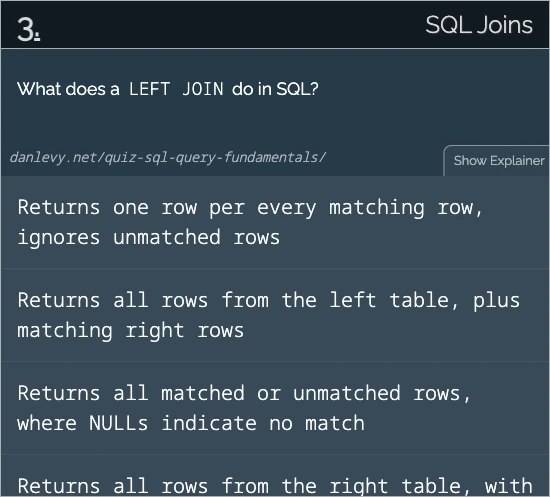 3.
SQL Joins
What does a LEFT JOIN do in SQL?
danlevy.net/quiz-sql-query-fundamentals/
Show Explainer
Returns one row per every matching row,
ignores unmatched rows
Returns all rows from the left table, plus
matching right rows
Returns all matched or unmatched rows,
where NULLs indicate no match
Returns all rows from the right table, with